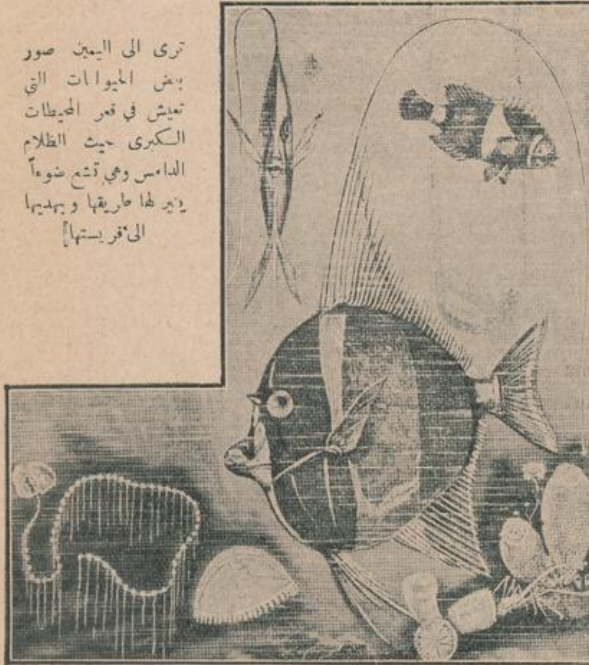 ترى الى اليمين صور
بعض الحيوانات التي
تعيش في قعر المحيطات
الكبرى حيث الظلام
الدامس وهي تشع ضوءاً
ينير لها طريقها ويهديها
الى فريستها